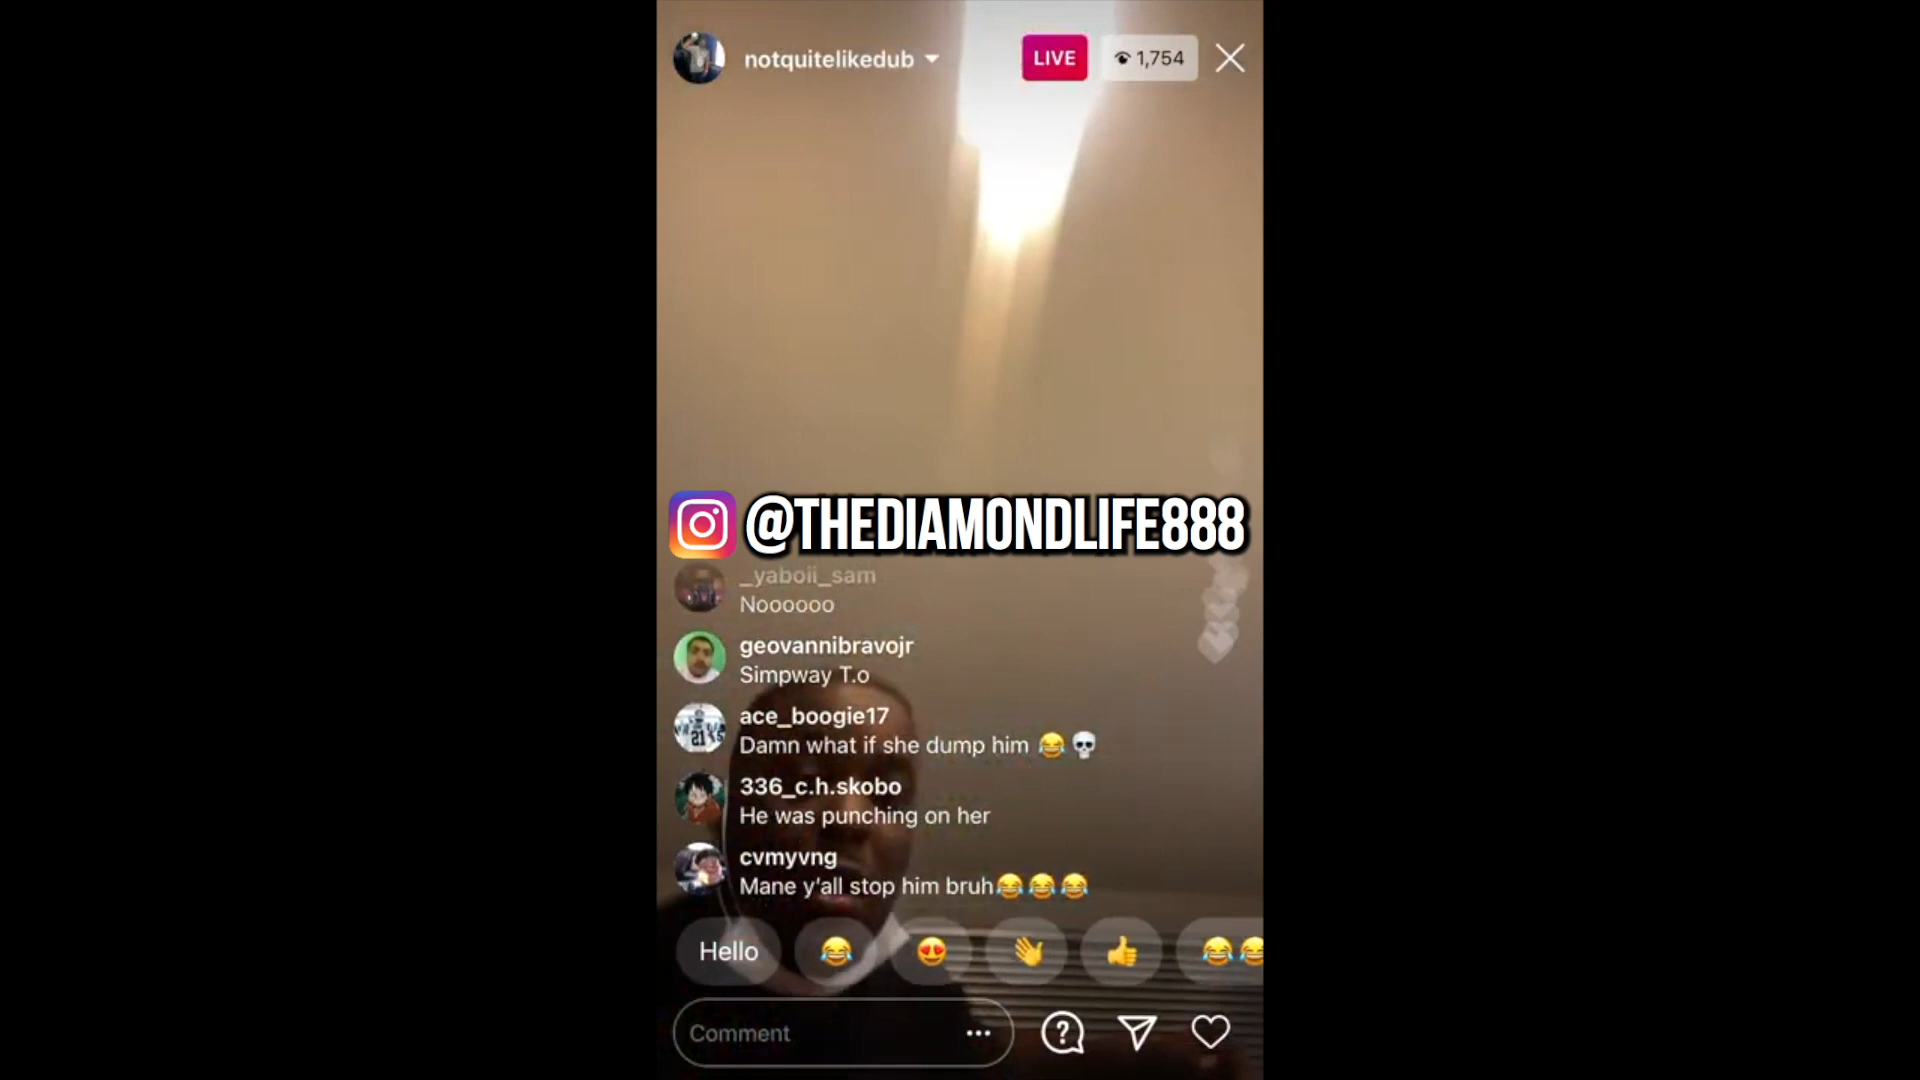 notquitelikedub
LIVE
1,754
@THEDIAMONDLIFE888
_yaboii_sam
Noooooo
geovannibravojr
Simpway T.o
ace_boogie17
Damn what if she dump him 😂💀
336_c.h.skobo
He was punching on her
cvmyvng
Mane y'all stop him bruh😂😂😂
Hello 😂 😍 👋 👍 😂😂
Comment